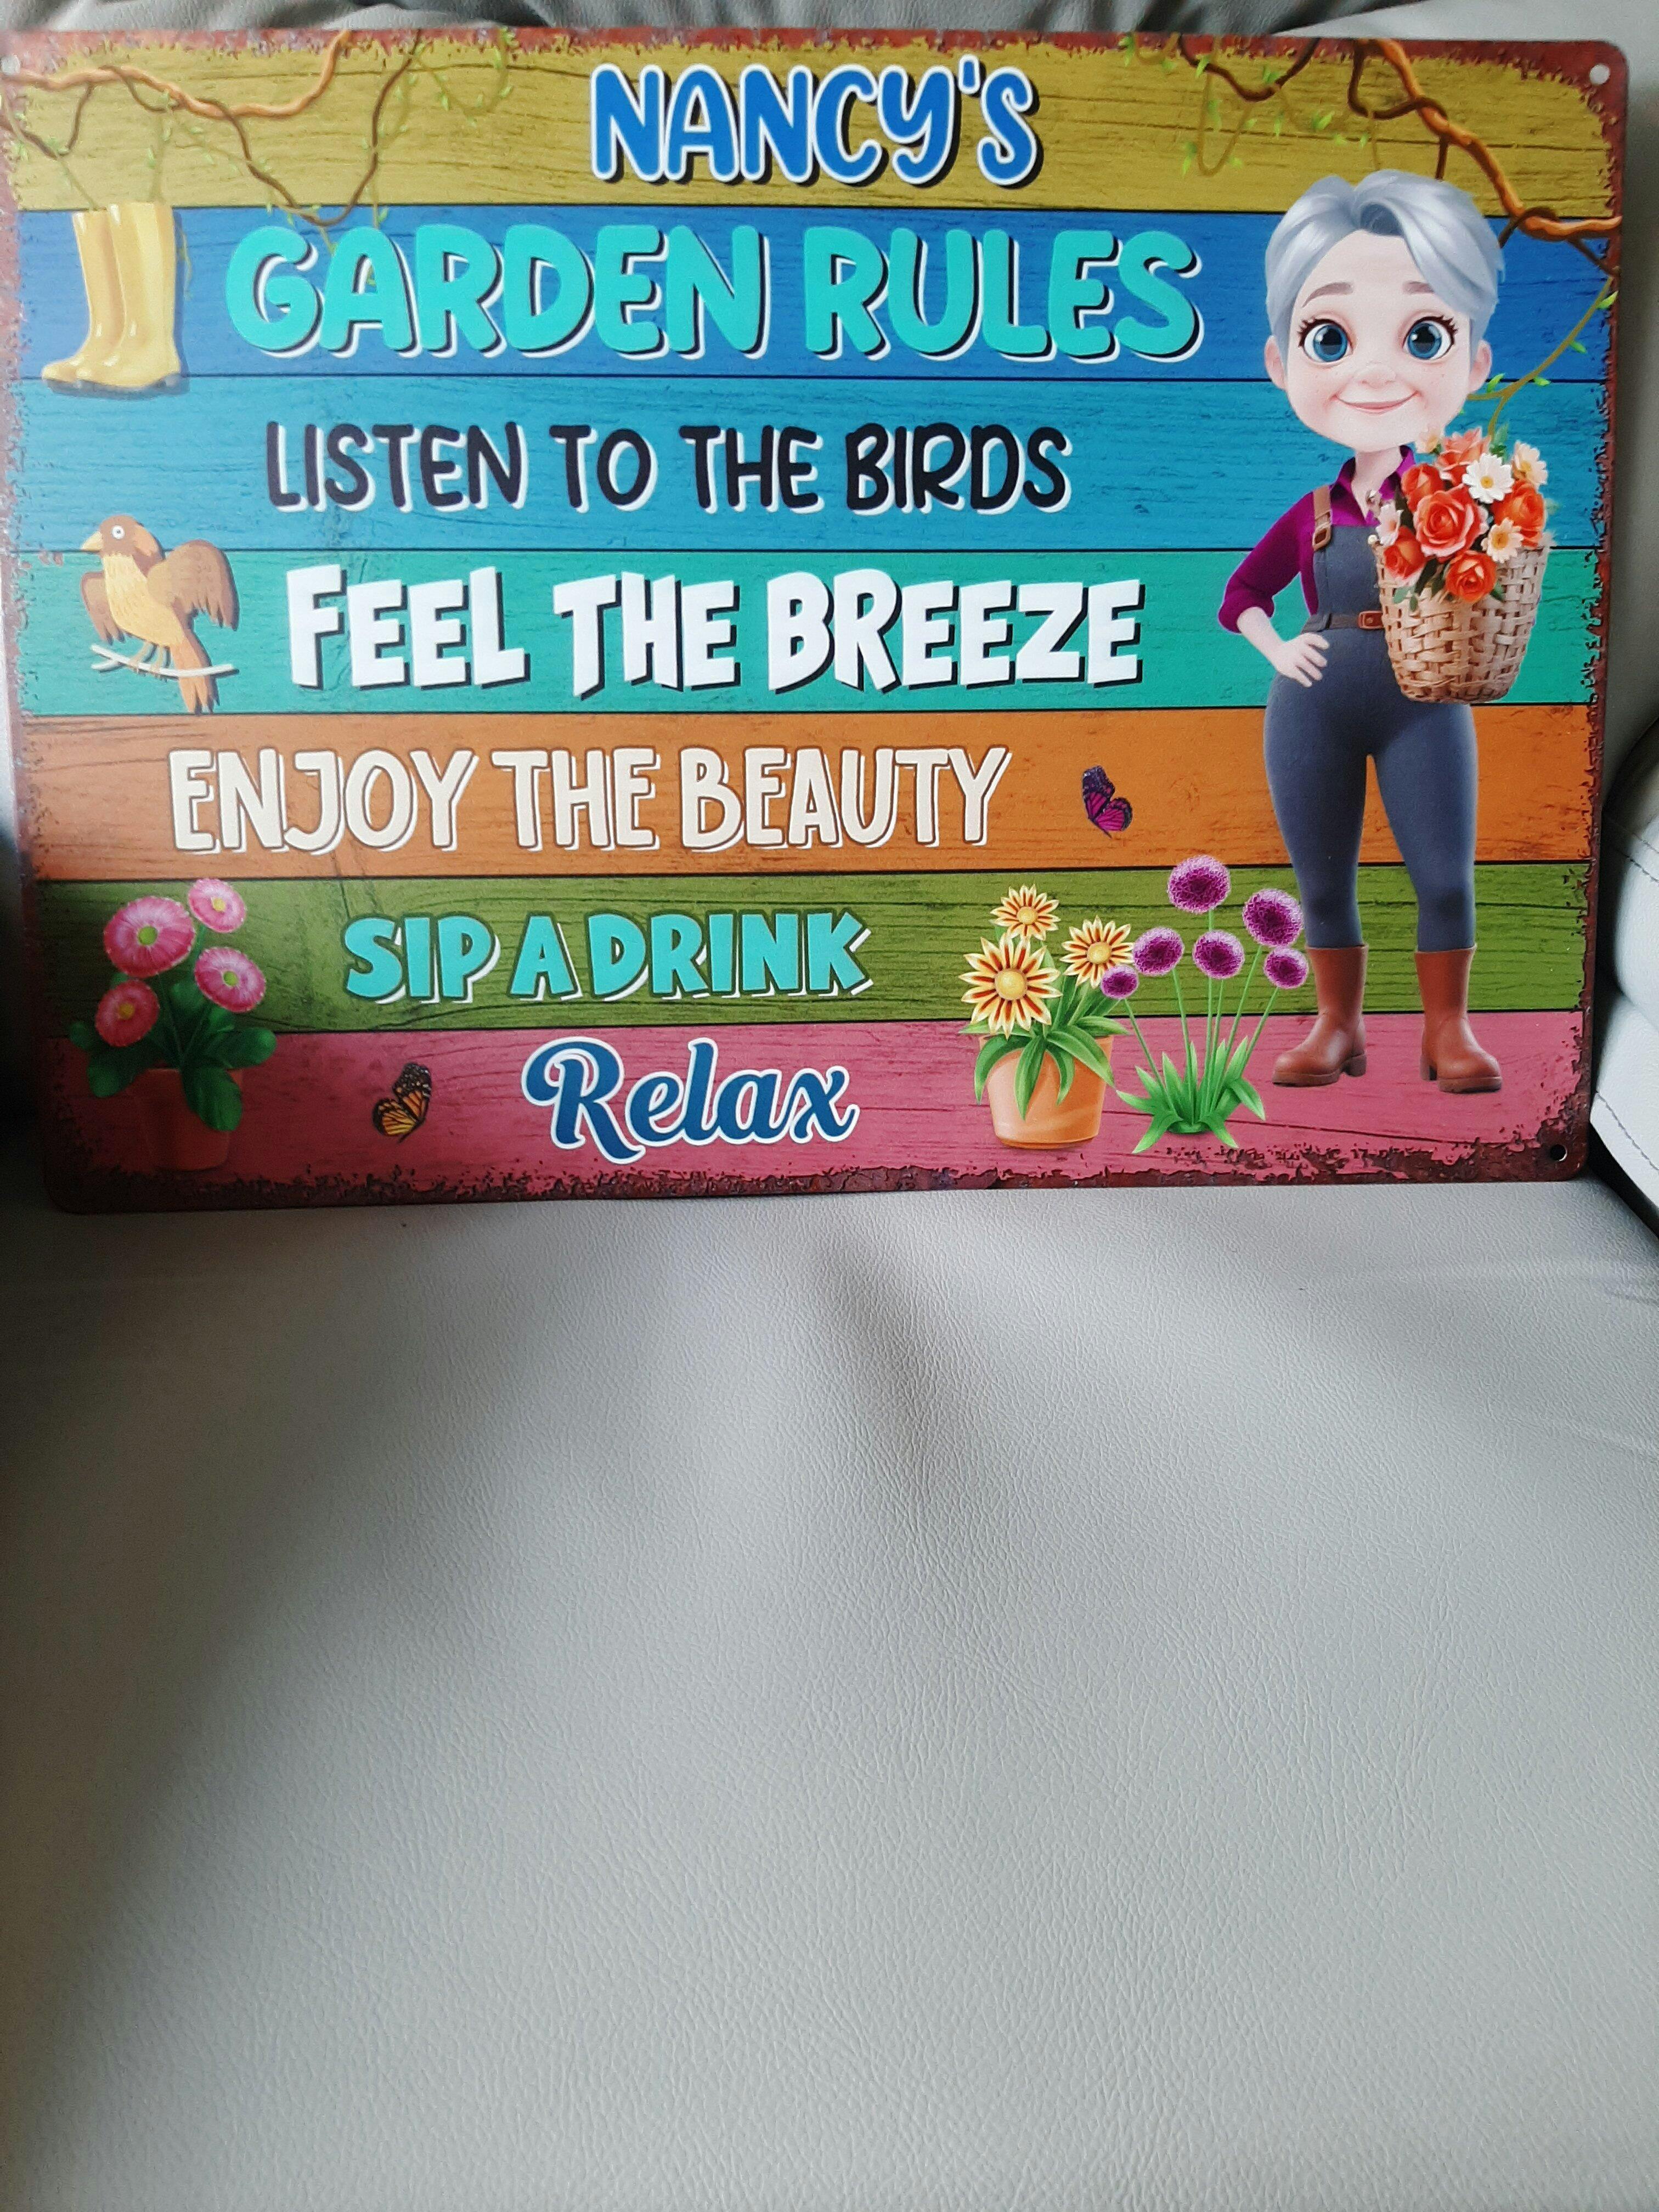 NANCY'S
GARDEN RULES
LISTEN TO THE BIRDS
FEEL THE BREEZE
ENJOY THE BEAUTY
SIP A DRINK
Relax